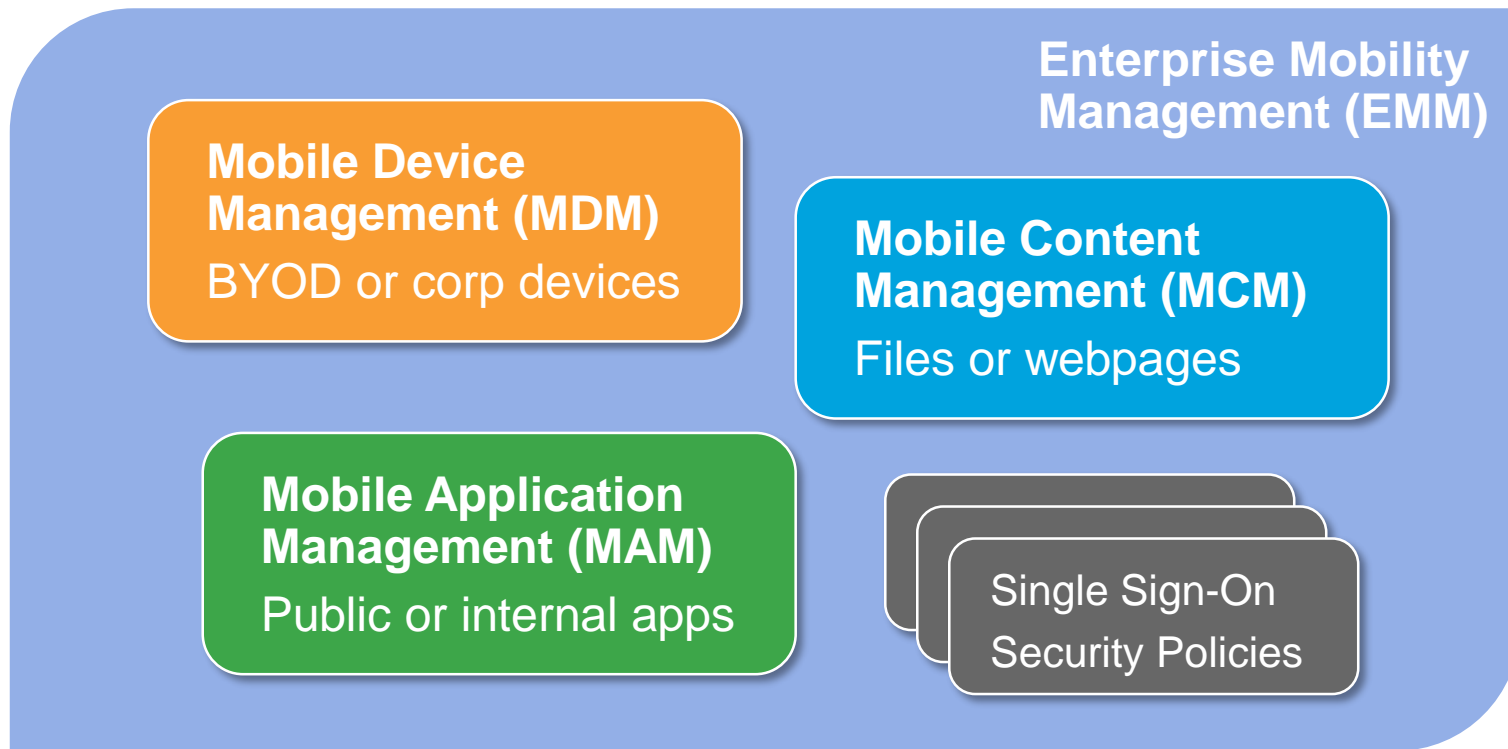 Enterprise Mobility
Management (EMM)
Mobile Device
Management (MDM)
BYOD or corp devices
Mobile Content
Management (MCM)
Files or webpages
Mobile Application
Management (MAM)
Public or internal apps
Single Sign-On
Security Policies